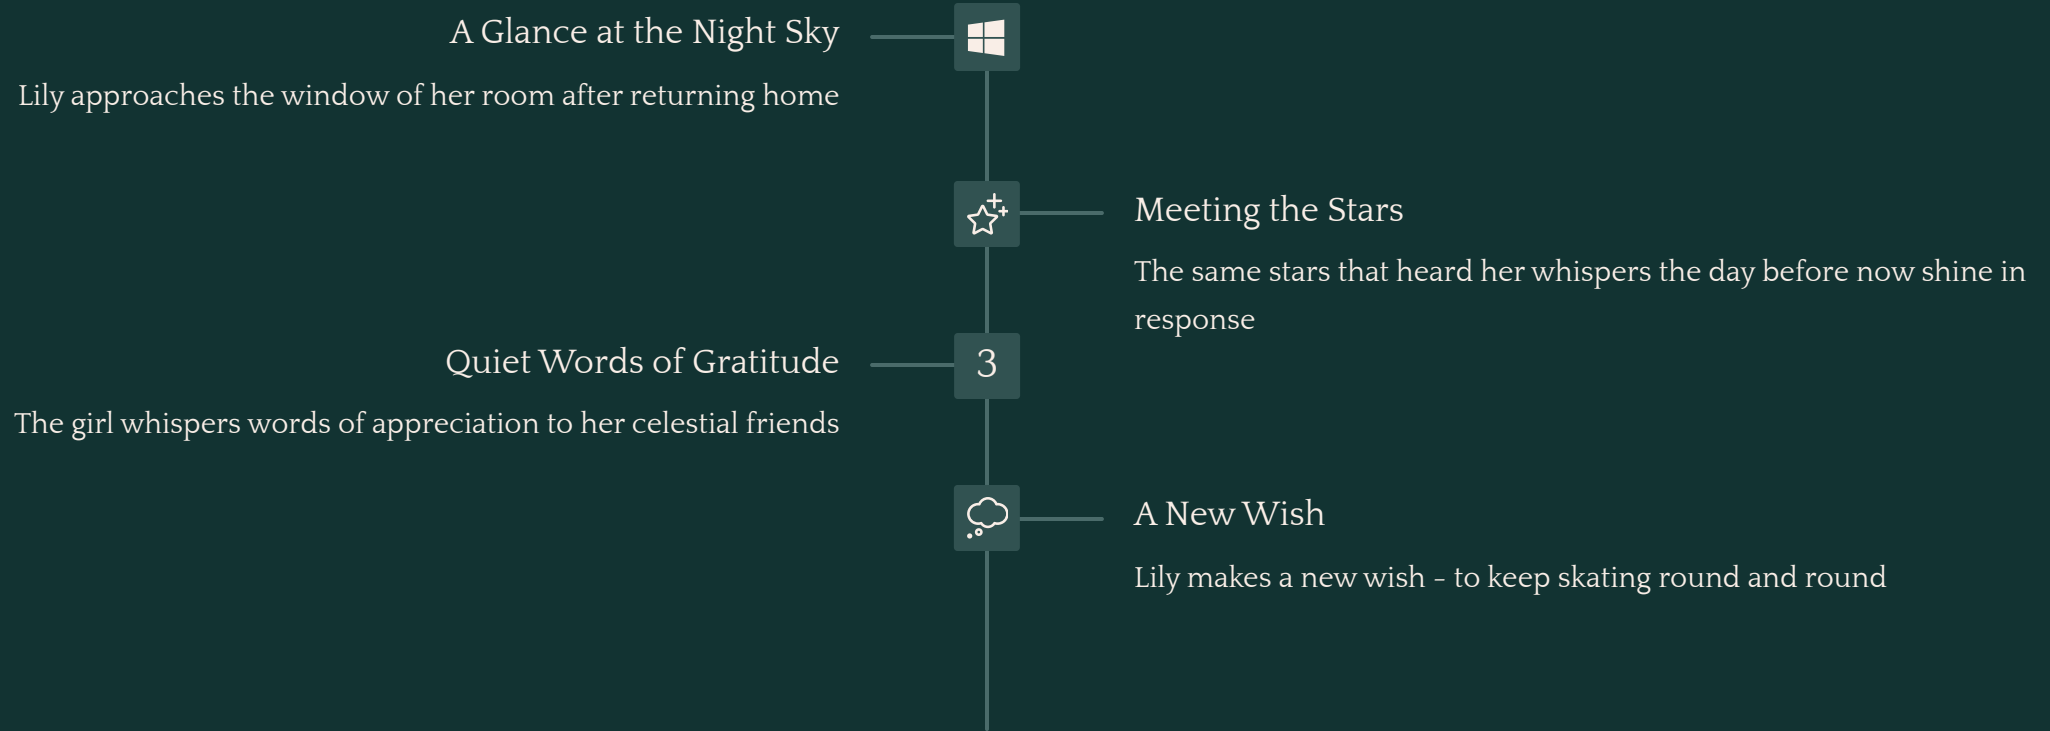 A Glance at the Night Sky
Lily approaches the window of her room after returning home
Meeting the Stars
The same stars that heard her whispers the day before now shine in
response
3
Quiet Words of Gratitude
The girl whispers words of appreciation to her celestial friends
A New Wish
Lily makes a new wish – to keep skating round and round